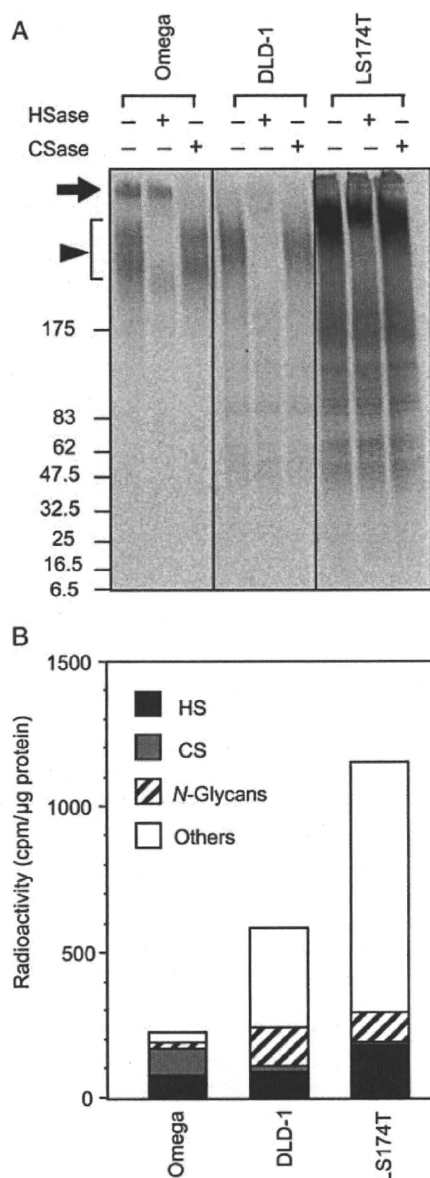 A
Omega DLD-1 LS174T
HSase − + − − + − − + −
CSase − − + − − + − − +
175
83
62
47.5
32.5
25
16.5
6.5
B
Radioactivity (cpm/µg protein)
1500
1000
500
0
HS
CS
N-Glycans
Others
Omega DLD-1 LS174T